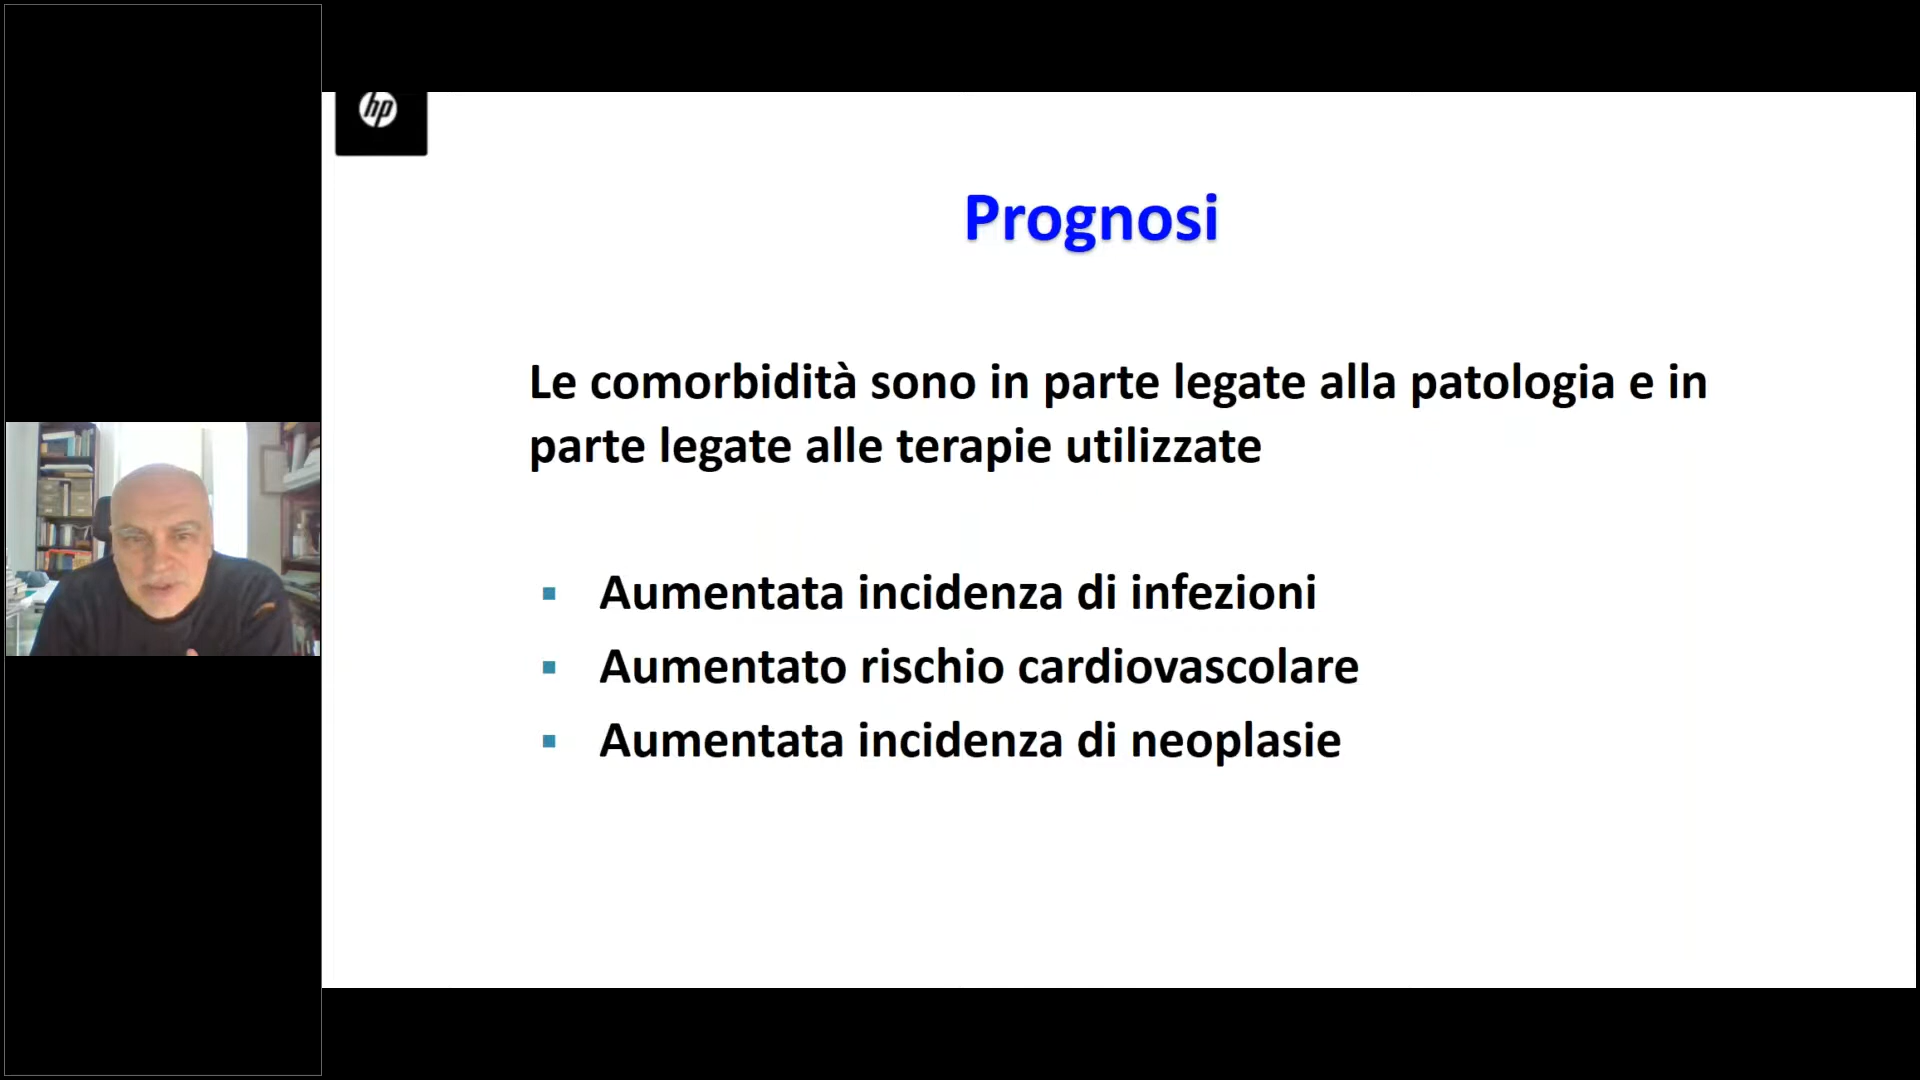 hp
Prognosi
Le comorbidità sono in parte legate alla patologia e in
parte legate alle terapie utilizzate
▪ Aumentata incidenza di infezioni
▪ Aumentato rischio cardiovascolare
▪ Aumentata incidenza di neoplasie